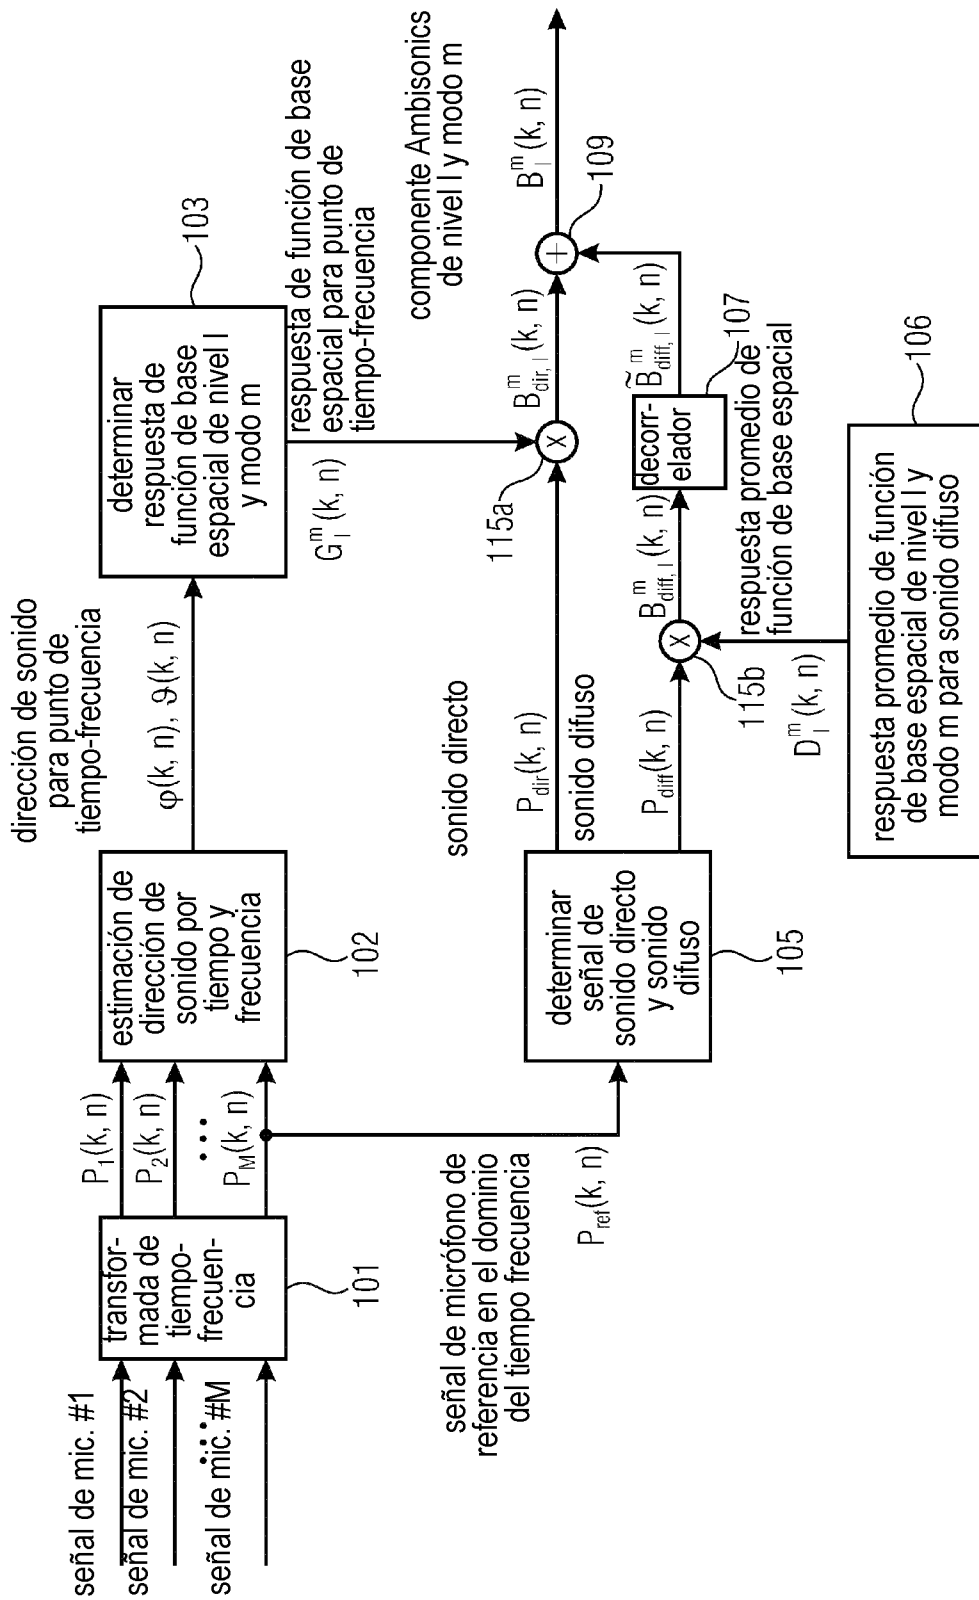 señal de mic. #1
señal de mic. #2
....
señal de mic. #M
transfor-
mada de
tiempo-
frecuen-
cia
101
P1(k, n)
P2(k, n)
...
PM(k, n)
estimación de
dirección de
sonido por
tiempo y
frecuencia
102
dirección de sonido
para punto de
tiempo-frecuencia
φ(k, n), ϑ(k, n)
determinar
respuesta de
función de base
espacial de nivel l
y modo m
103
respuesta de función de base
espacial para punto de
tiempo-frecuencia
G_l^m(k, n)
señal de micrófono de
referencia en el dominio
del tiempo frecuencia
Pref(k, n)
determinar
señal de
sonido directo
y sonido
difuso
105
sonido directo
Pdir(k, n)
sonido difuso
Pdiff(k, n)
115a
X
B_dir, l^m(k, n)
115b
X
B_diff, l^m(k, n)
decorr-
elador
107
B̃_diff, l^m(k, n)
respuesta promedio de
función de base espacial
D_l^m(k, n)
respuesta promedio de función
de base espacial de nivel l y
modo m para sonido difuso
106
+
109
componente Ambisonics
de nivel l y modo m
B_l^m(k, n)